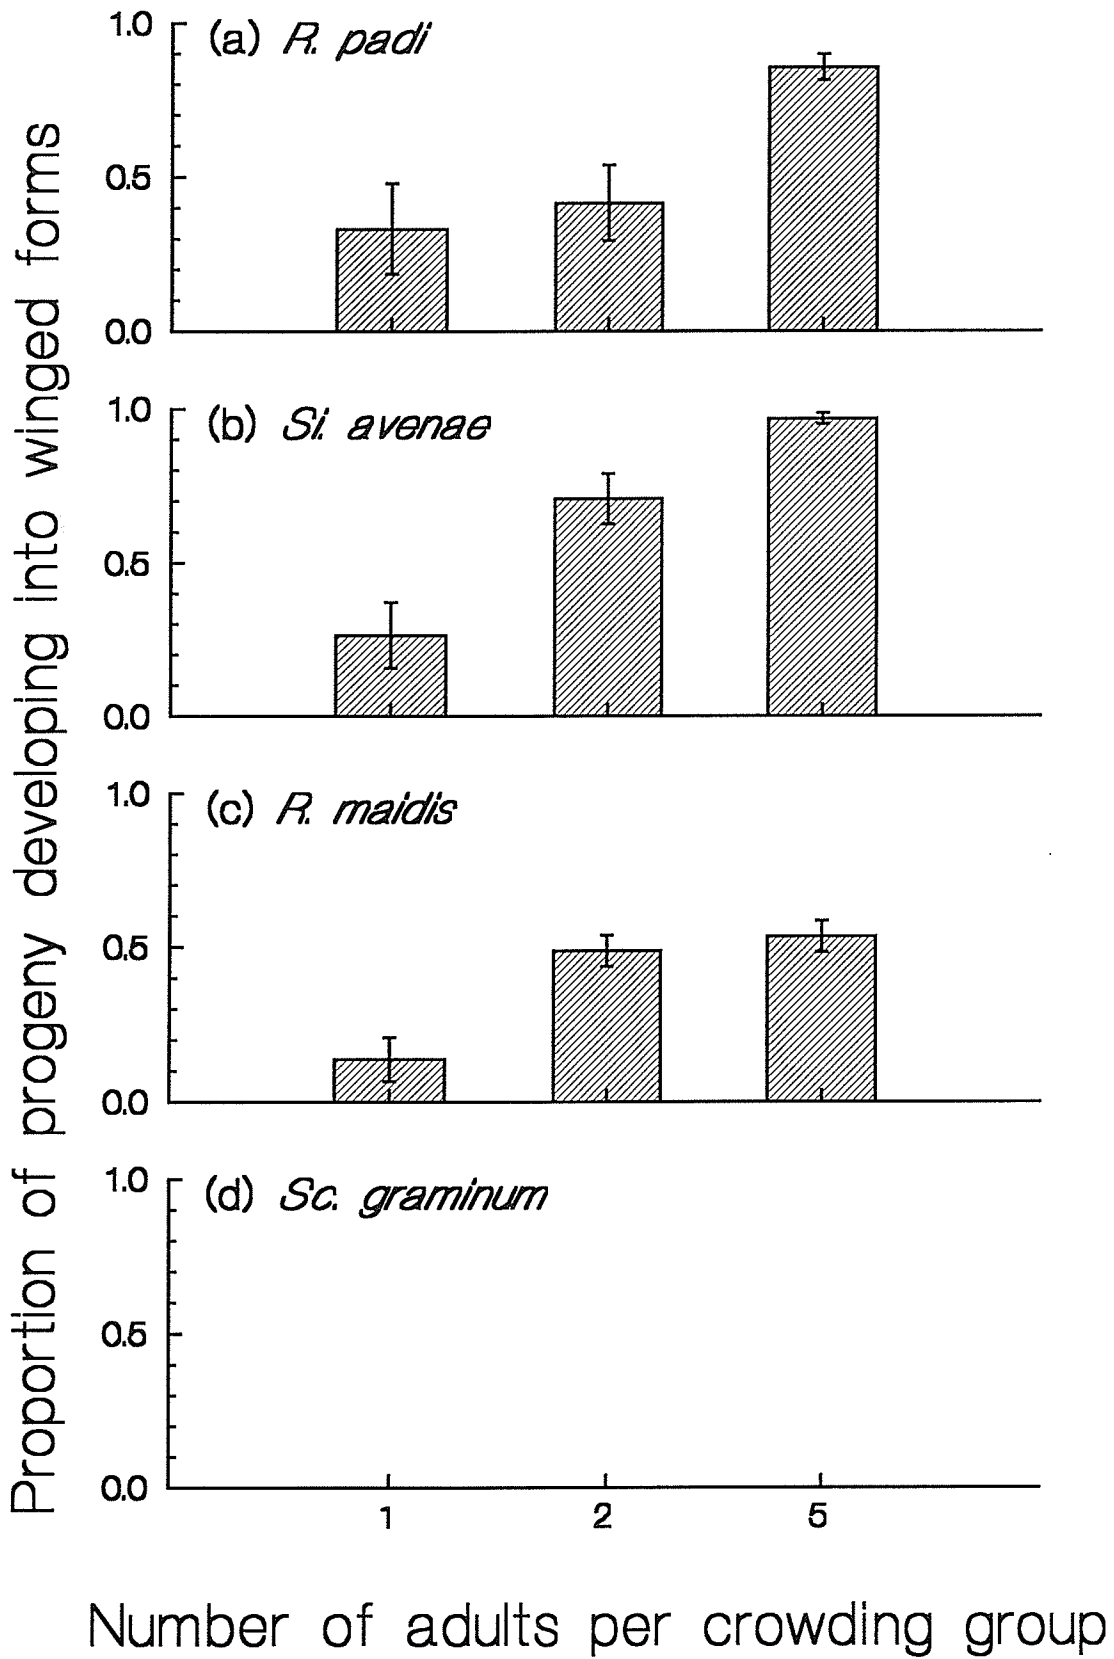 Proportion of progeny developing into winged forms
(a) R. padi
1.0
0.5
0.0
(b) Si. avenae
1.0
0.5
0.0
(c) R. maidis
1.0
0.5
0.0
(d) Sc. graminum
1.0
0.5
0.0
1 2 5
Number of adults per crowding group